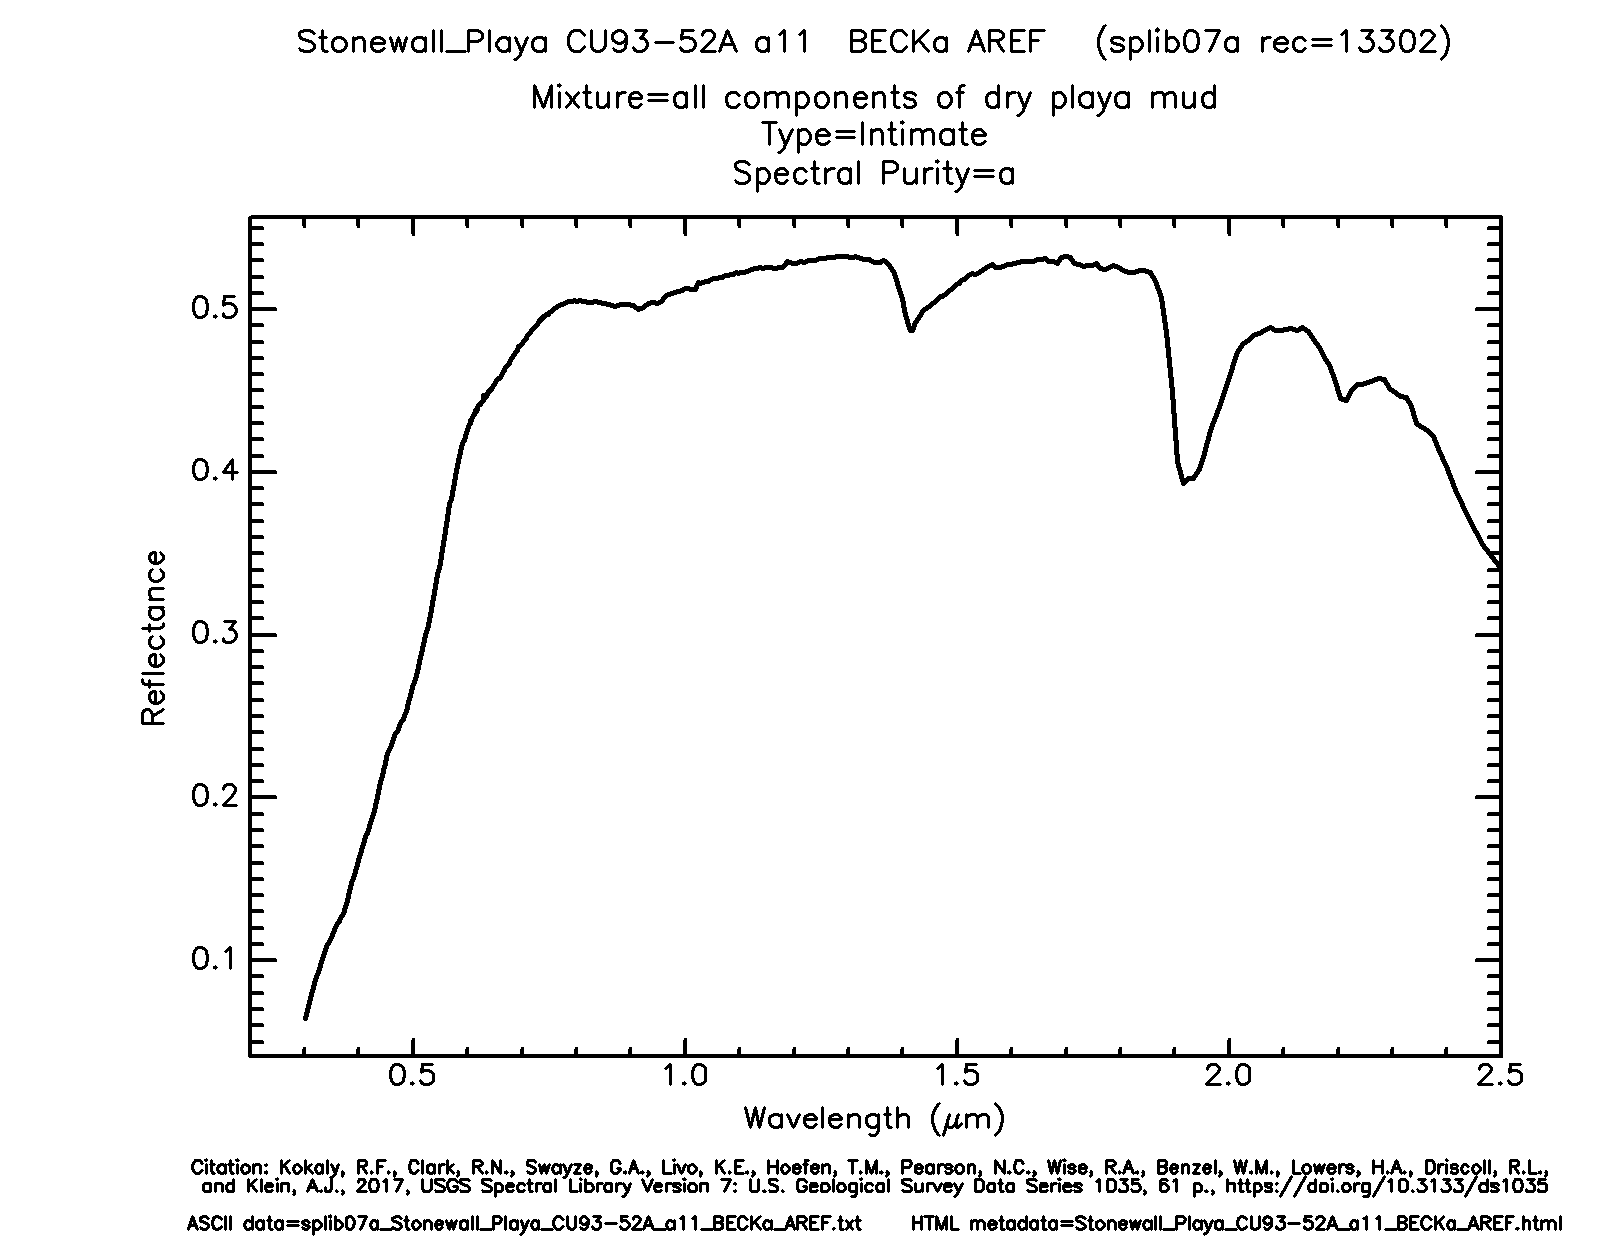 Stonewall_Playa CU93-52A a11 BECKa AREF (splib07a rec=13302)
Mixture=all components of dry playa mud
Type=Intimate
Spectral Purity=a
0.5
0.4
0.3
0.2
0.1
Reflectance
0.5 1.0 1.5 2.0 2.5
Wavelength (μm)
Citation: Kokaly, R.F., Clark, R.N., Swayze, G.A., Livo, K.E., Hoefen, T.M., Pearson, N.C., Wise, R.A., Benzel, W.M., Lowers, H.A., Driscoll, R.L.,
and Klein, A.J., 2017, USGS Spectral Library Version 7: U.S. Geological Survey Data Series 1035, 61 p., https://doi.org/10.3133/ds1035
ASCII data=splib07a_Stonewall_Playa_CU93-52A_a11_BECKa_AREF.txt HTML metadata=Stonewall_Playa_CU93-52A_a11_BECKa_AREF.html